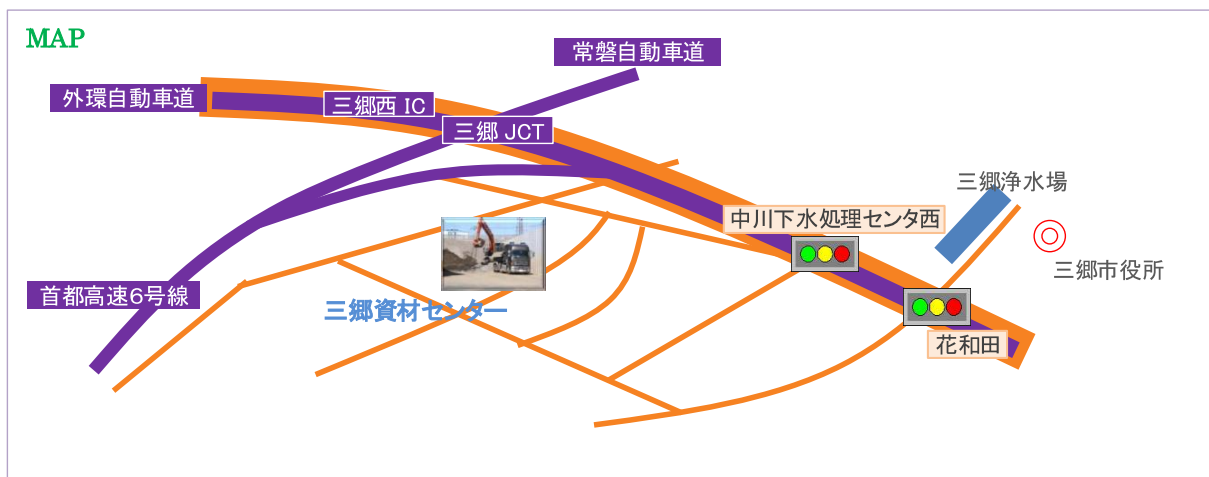 MAP
常磐自動車道
外環自動車道
三郷西 IC
三郷 JCT
三郷浄水場
中川下水処理センタ西
三郷市役所
首都高速6号線
三郷資材センター
花和田